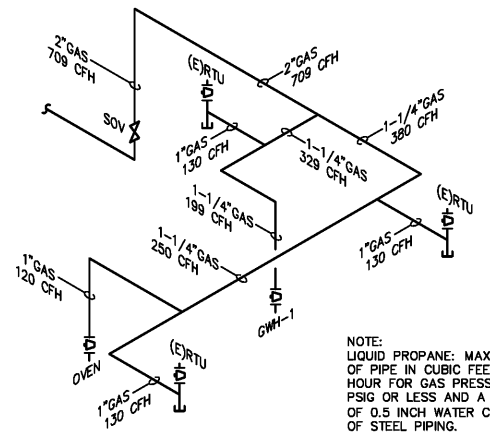 2"GAS
709 CFH
(E)RTU
2"GAS
709 CFH
SOV
1"GAS
130 CFH
1-1/4"GAS
329 CFH
1-1/4"GAS
380 CFH
1-1/4"GAS
199 CFH
(E)RTU
1"GAS
130 CFH
1-1/4"GAS
250 CFH
1"GAS
120 CFH
GWH-1
OVEN
(E)RTU
1"GAS
130 CFH
NOTE:
LIQUID PROPANE: MAX
OF PIPE IN CUBIC FEE
HOUR FOR GAS PRESS
PSIG OR LESS AND A
OF 0.5 INCH WATER C
OF STEEL PIPING.